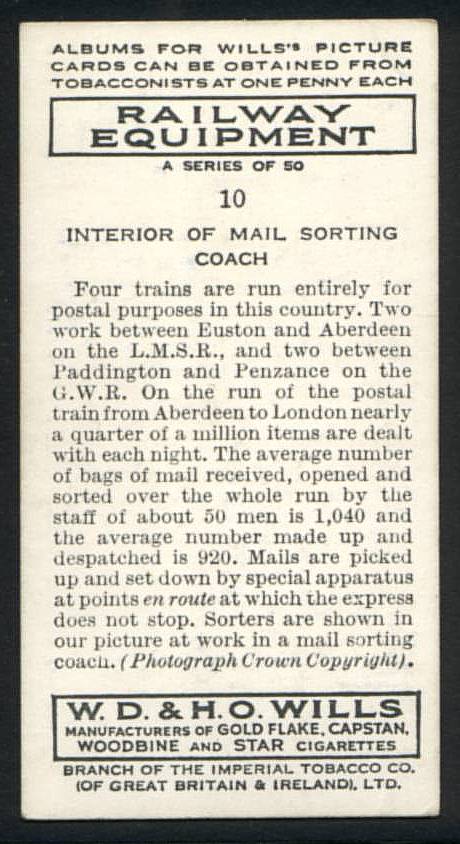 ALBUMS FOR WILLS'S PICTURE
CARDS CAN BE OBTAINED FROM
TOBACCONISTS AT ONE PENNY EACH
RAILWAY
EQUIPMENT
A SERIES OF 50
10
INTERIOR OF MAIL SORTING
COACH
Four trains are run entirely for
postal purposes in this country. Two
work between Euston and Aberdeen
on the L.M.S.R., and two between
Paddington and Penzance on the
G.W.R. On the run of the postal
train from Aberdeen to London nearly
a quarter of a million items are dealt
with each night. The average number
of bags of mail received, opened and
sorted over the whole run by the
staff of about 50 men is 1,040 and
the average number made up and
despatched is 920. Mails are picked
up and set down by special apparatus
at points en route at which the express
does not stop. Sorters are shown in
our picture at work in a mail sorting
coach. (Photograph Crown Copyright).
W. D. & H. O. WILLS
MANUFACTURERS OF GOLD FLAKE, CAPSTAN,
WOODBINE AND STAR CIGARETTES
BRANCH OF THE IMPERIAL TOBACCO CO.
(OF GREAT BRITAIN & IRELAND), LTD.